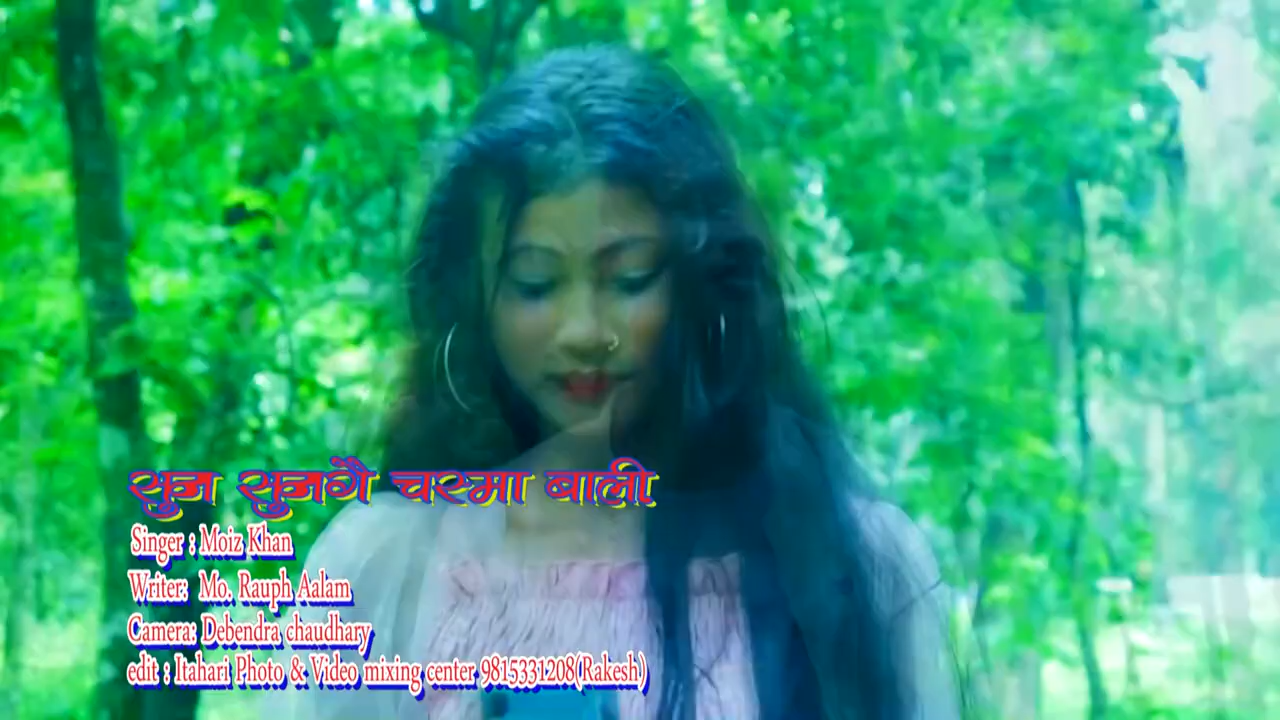 सुन सुनगै चस्मा बाली
Singer : Moiz Khan
Writer: Mo. Rauph Aalam
Camera: Debendra chaudhary
edit : Itahari Photo & Video mixing center 9815331208(Rakesh)